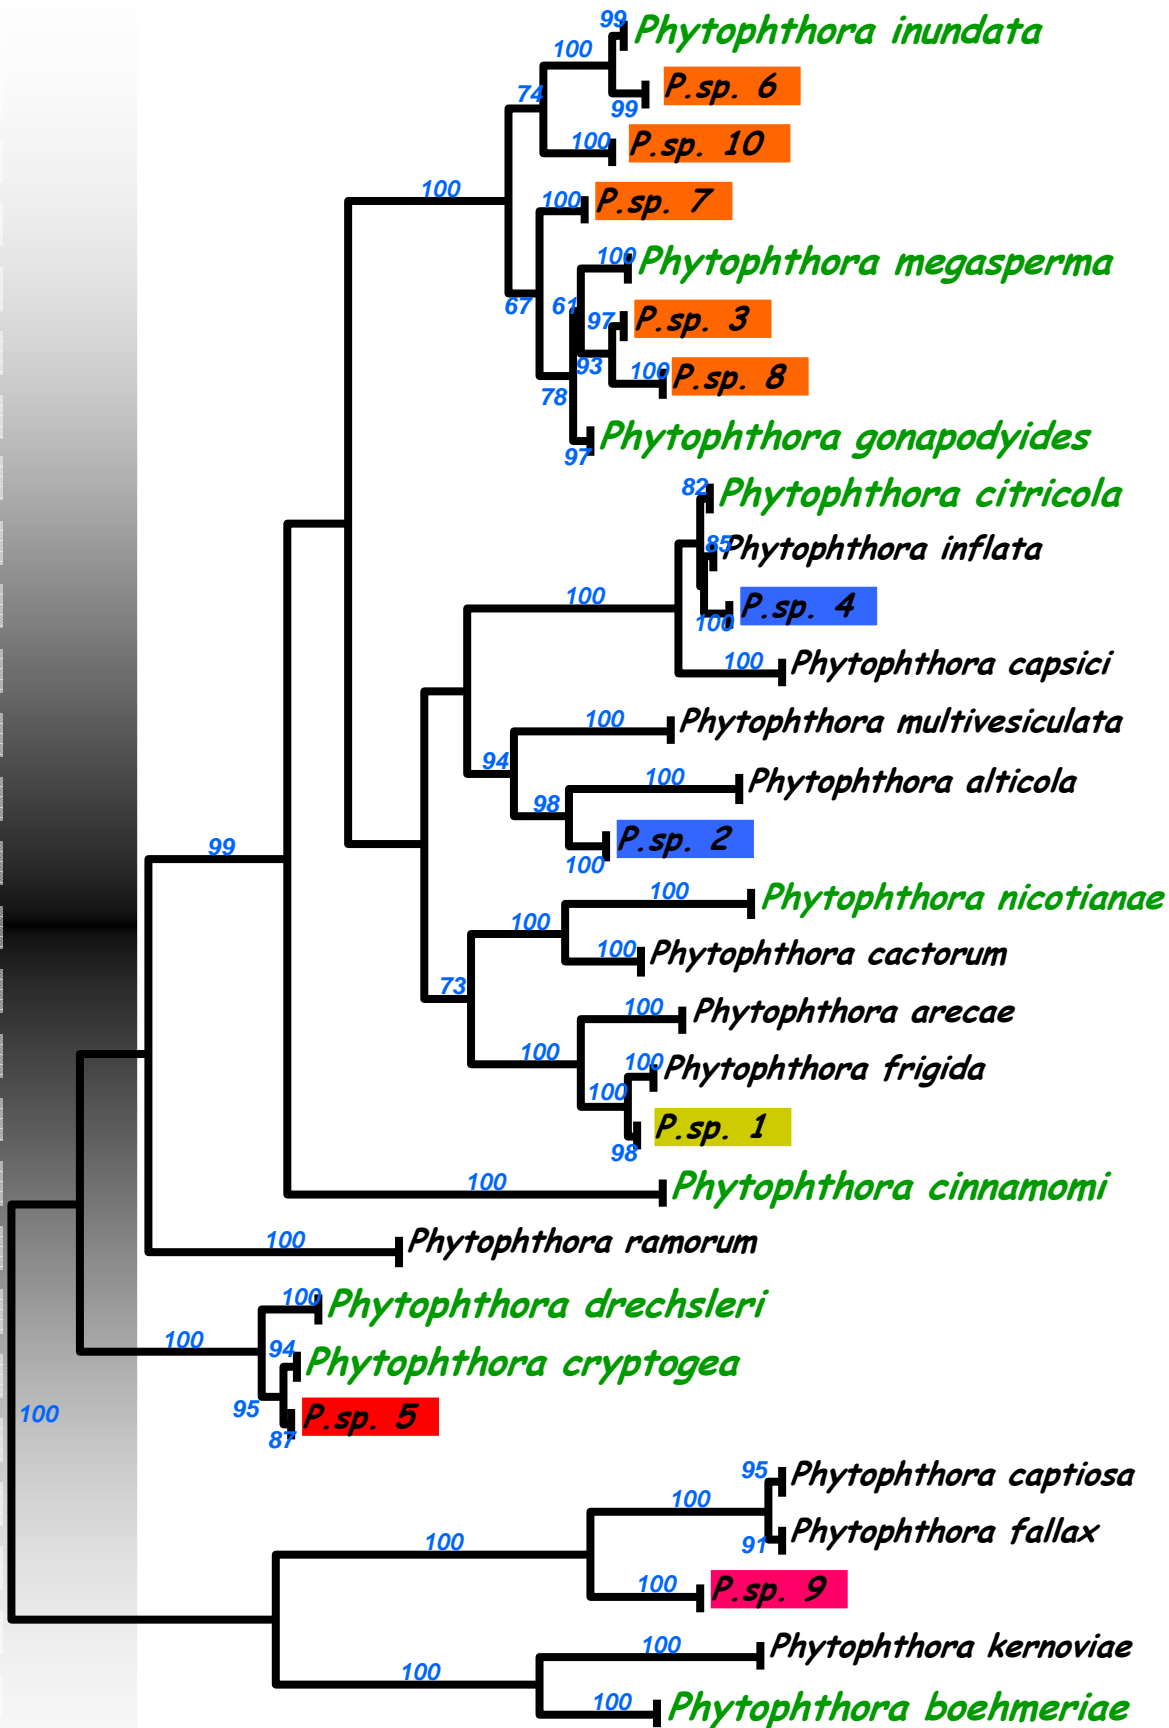 99 Phytophthora inundata
100
P.sp. 6
74
99
100 P.sp. 10
100
100 P.sp. 7
100 Phytophthora megasperma
67
61
97 P.sp. 3
93
100 P.sp. 8
78
Phytophthora gonapodyides
97
82 Phytophthora citricola
85 Phytophthora inflata
100
P.sp. 4
100
100 Phytophthora capsici
100 Phytophthora multivesiculata
94
100 Phytophthora alticola
98
P.sp. 2
99
100
100 Phytophthora nicotianae
100
100 Phytophthora cactorum
73
100 Phytophthora arecae
100
100 Phytophthora frigida
100
P.sp. 1
98
100 Phytophthora cinnamomi
100 Phytophthora ramorum
100 Phytophthora drechsleri
100
94 Phytophthora cryptogea
95
100
P.sp. 5
87
95 Phytophthora captiosa
100
Phytophthora fallax
91
100
100 P.sp. 9
100 Phytophthora kernoviae
100
100 Phytophthora boehmeriae